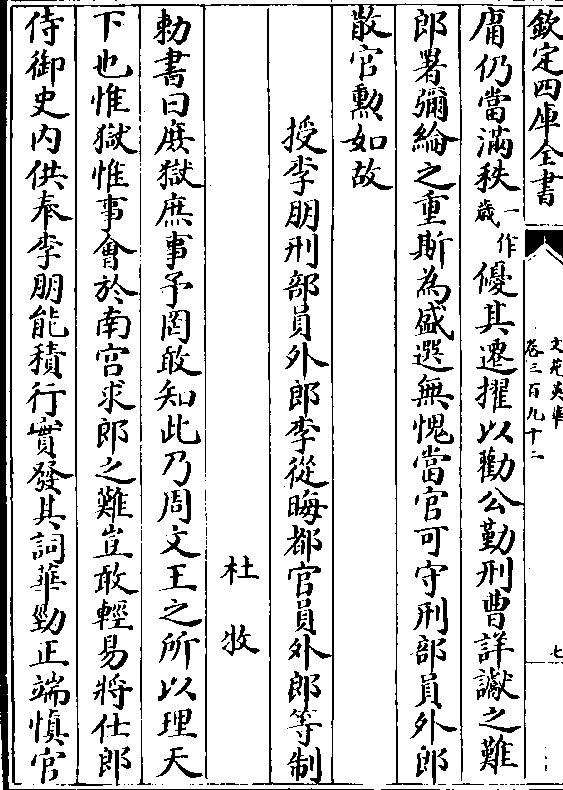 欽定四庫全書
文苑英華
卷三百九十二
七
庸仍當滿秩一作歲優其遷擢以勸公勤刑曹詳讞之難
郎署彌綸之重斯為盛選無愧當官可守刑部員外郎
散官勲如故
授李朋刑部員外郎李從晦都官員外郎等制
杜牧
勅書曰庶獄庶事予罔敢知此乃周文王之所以理天
下也惟獄惟事會於南宫求郎之難豈敢輕易將仕郎
侍御史内供奉李朋能積行實發其詞華勁正端慎官